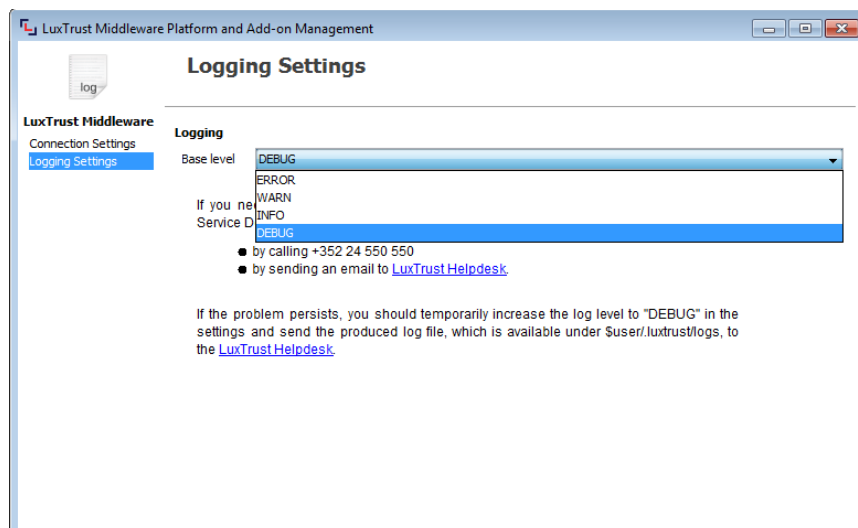 LuxTrust Middleware Platform and Add-on Management
log
Logging Settings
LuxTrust Middleware
Connection Settings
Logging Settings
Logging
Base level DEBUG
ERROR
WARN
INFO
DEBUG
If you
Service
by calling +352 24 550 550
by sending an email to LuxTrust Helpdesk.
If the problem persists, you should temporarily increase the log level to "DEBUG" in the
settings and send the produced log file, which is available under $user/.luxtrust/logs, to
the LuxTrust Helpdesk.